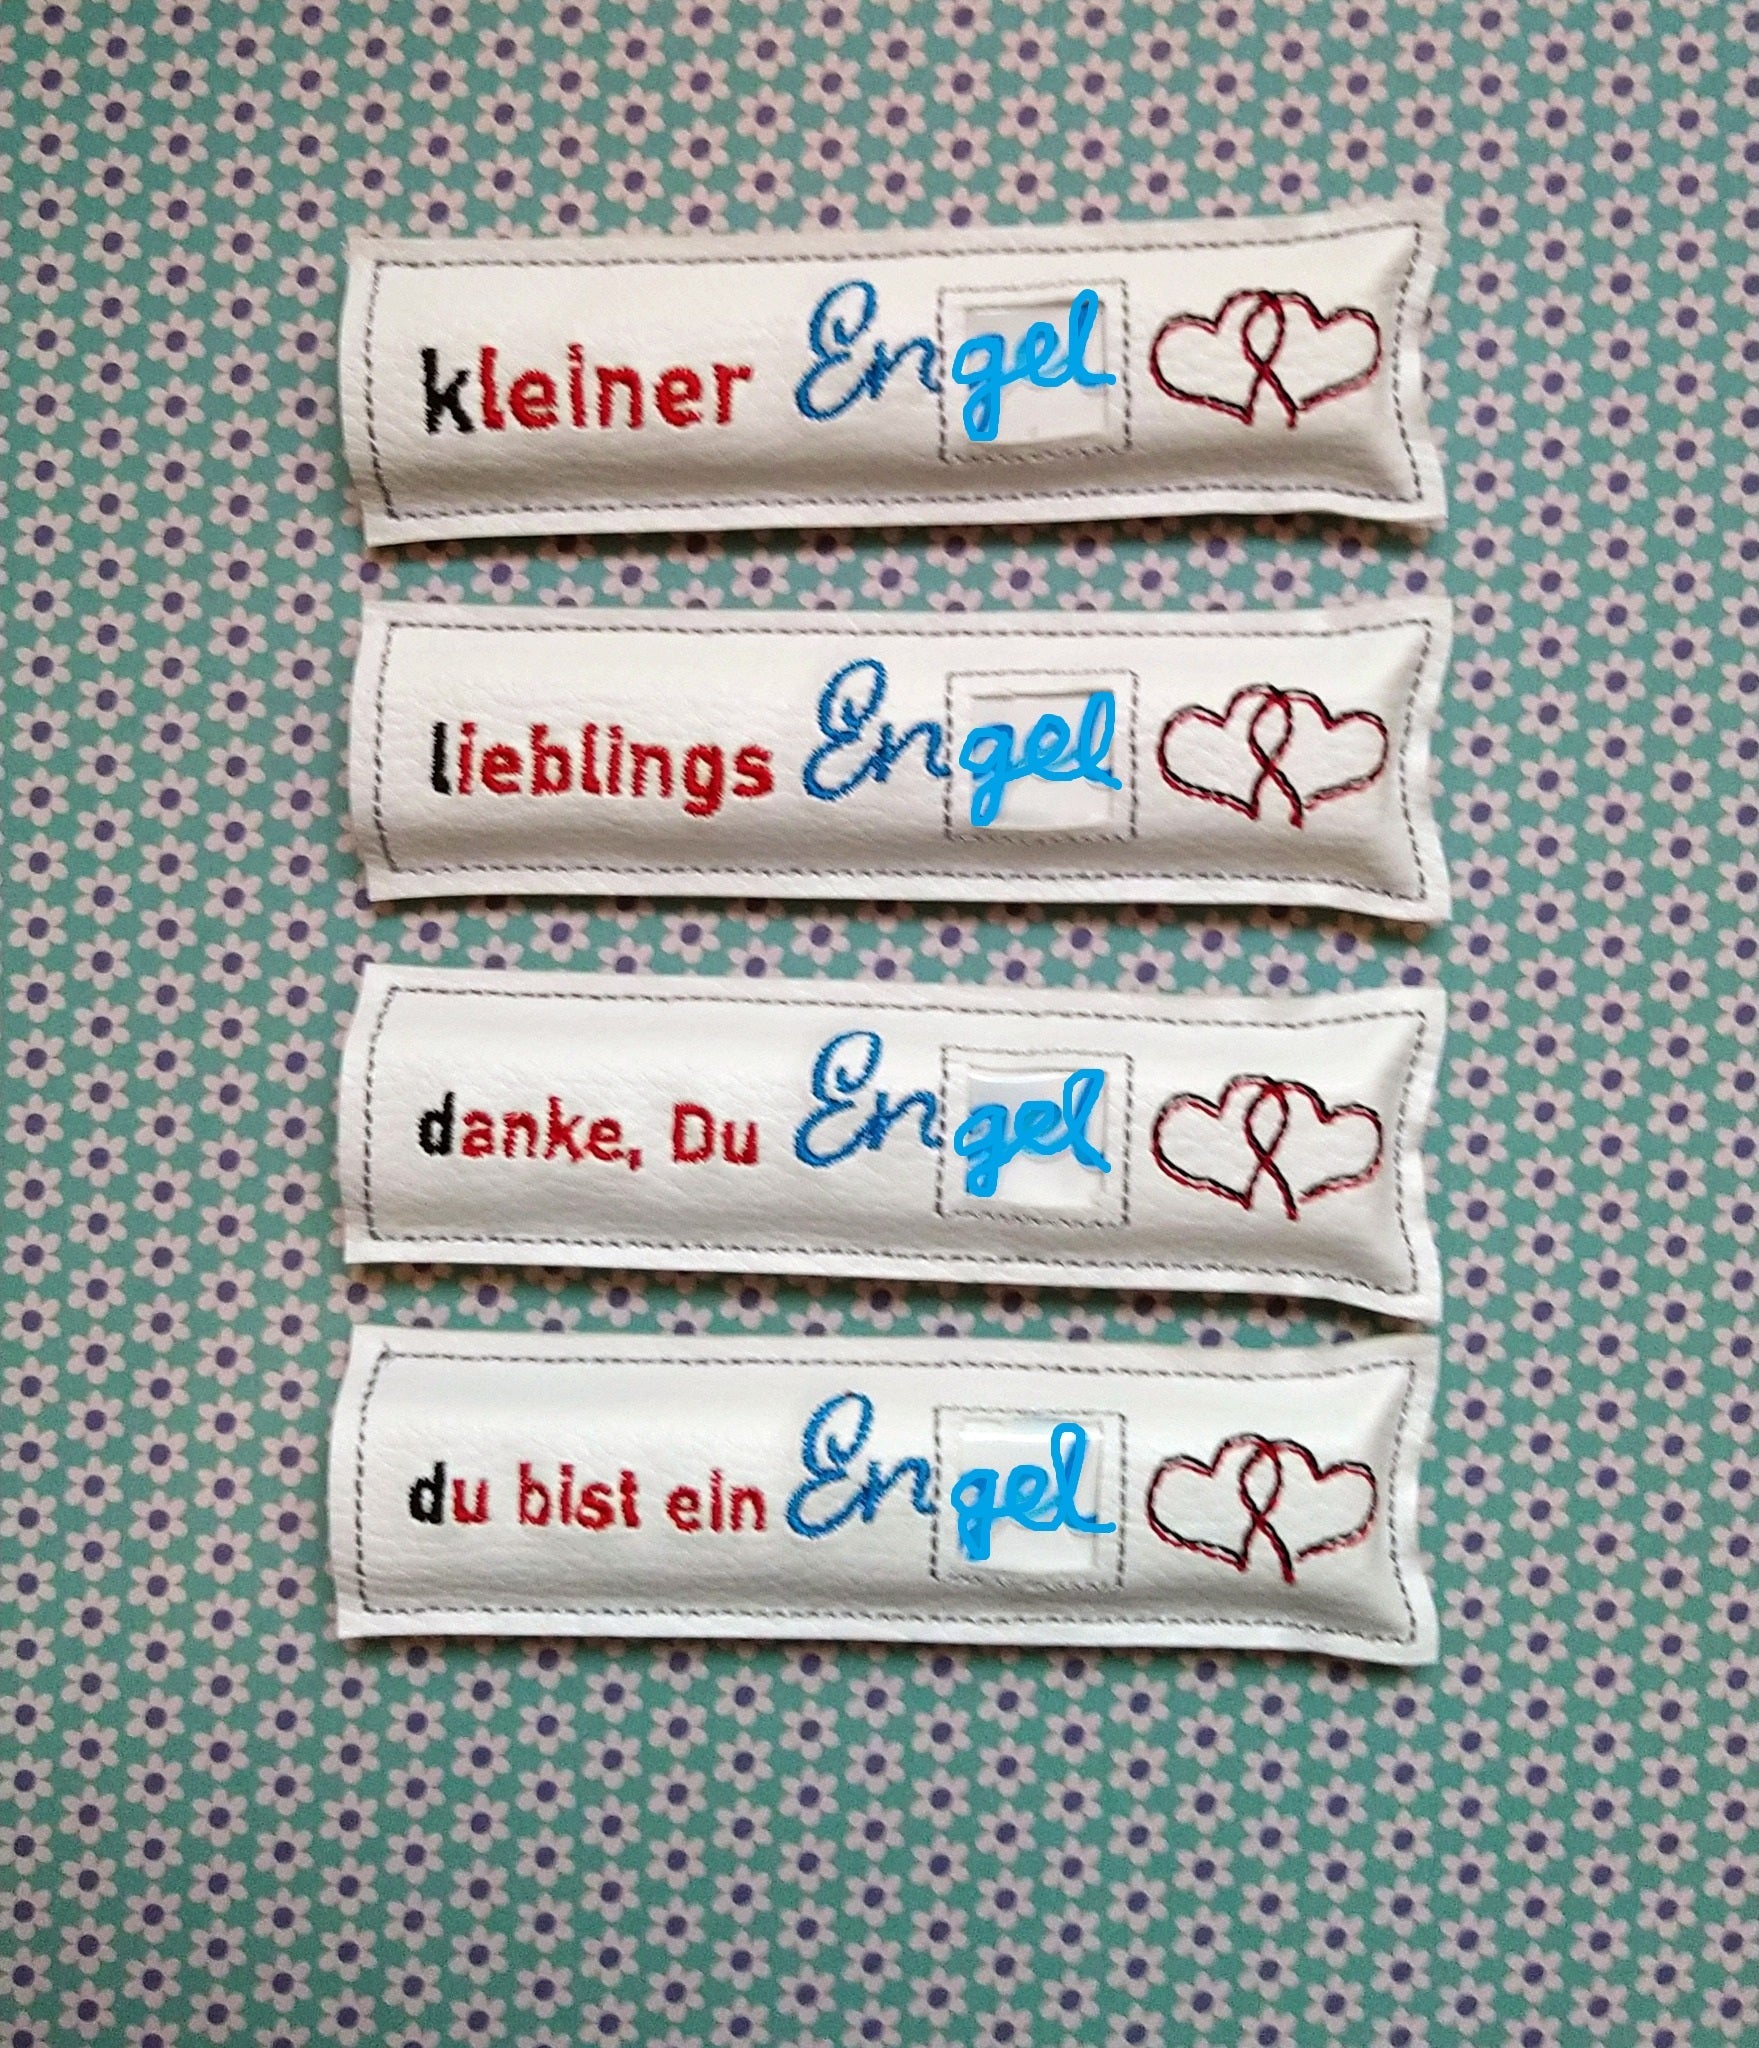 kleiner Engel
lieblings Engel
danke, Du Engel
du bist ein Engel